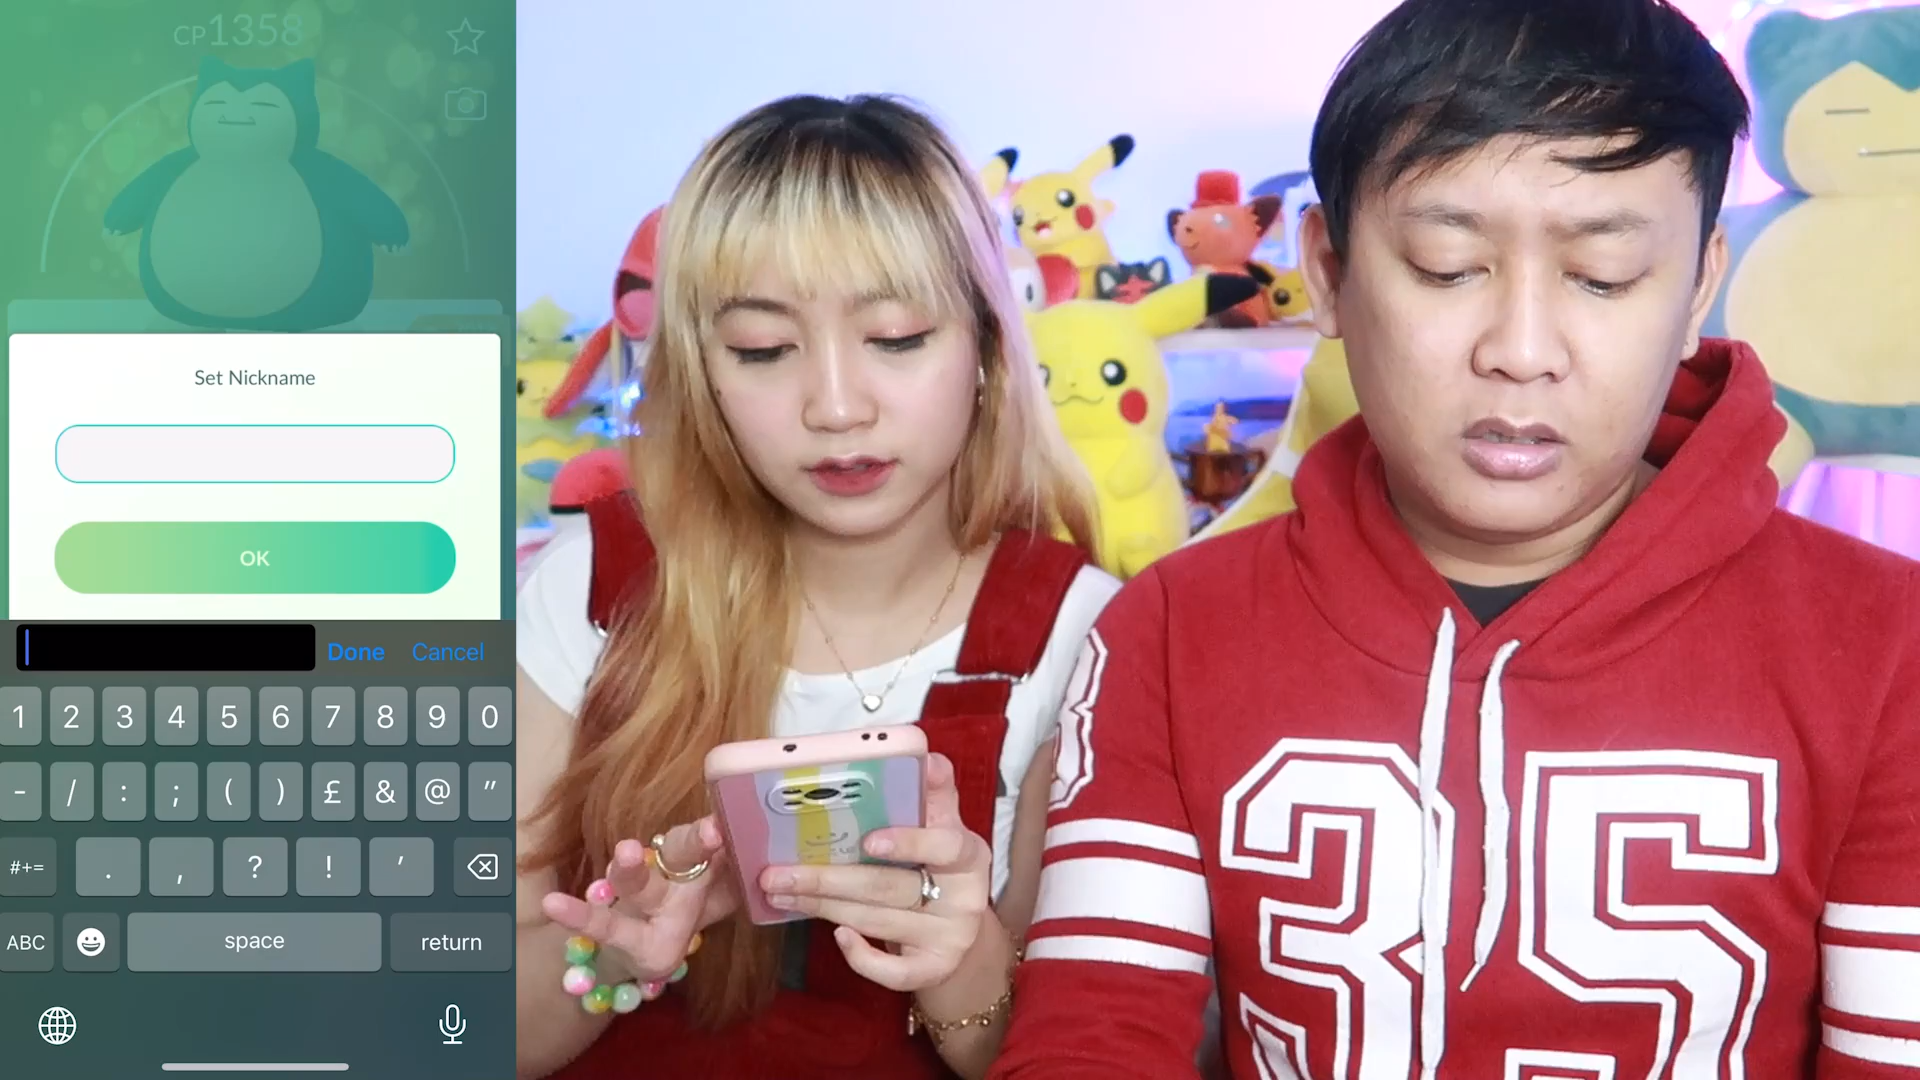 CP1358
Set Nickname
OK
Done Cancel
1 2 3 4 5 6 7 8 9 0
- / : ; ( ) £ & @ "
#+= . , ? ! '
ABC space return
35